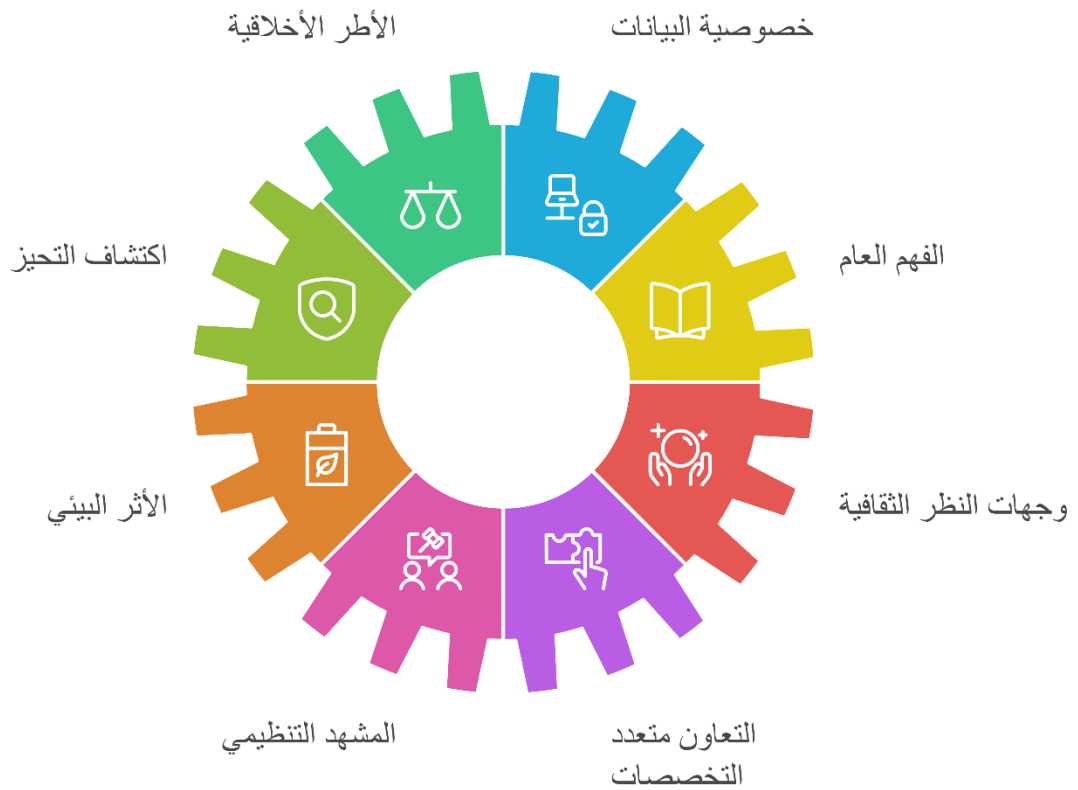 خصوصية البيانات
الأطر الأخلاقية
الفهم العام
اكتشاف التحيز
وجهات النظر الثقافية
الأثر البيئي
التعاون متعدد
التخصصات
المشهد التنظيمي